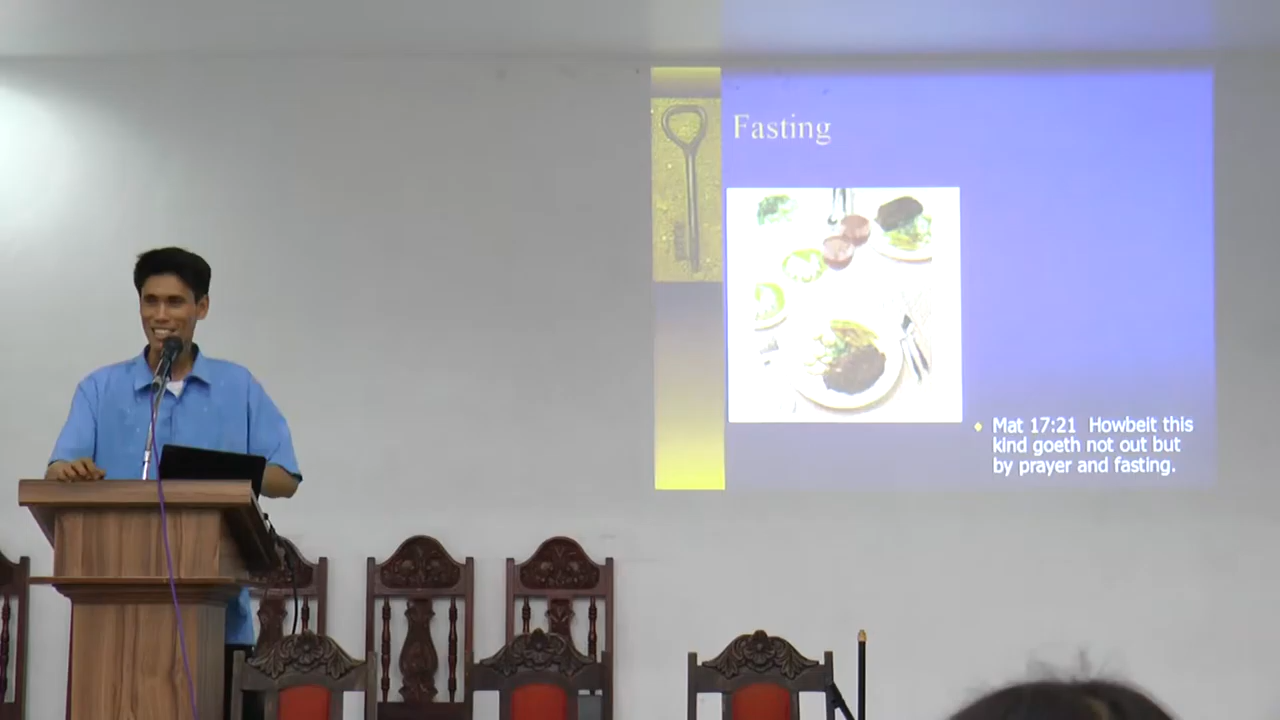 Fasting
Mat 17:21 Howbeit this
kind goeth not out but
by prayer and fasting.